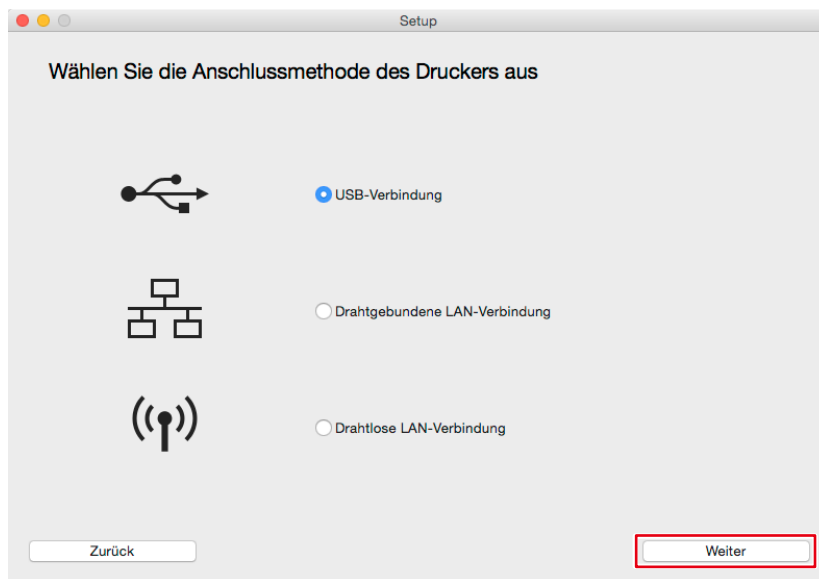 Setup
Wählen Sie die Anschlussmethode des Druckers aus
USB-Verbindung
Drahtgebundene LAN-Verbindung
Drahtlose LAN-Verbindung
Zurück
Weiter